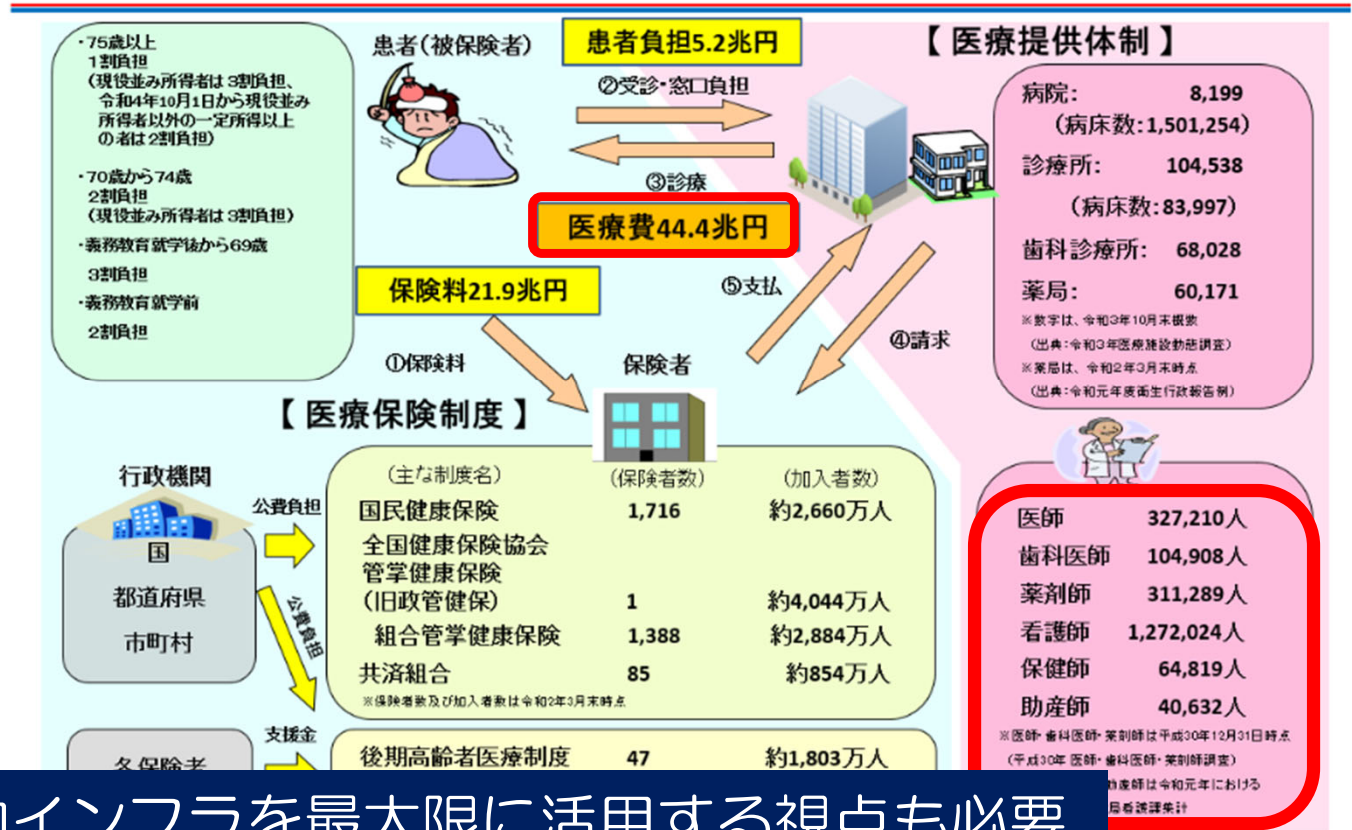 ・75歳以上
1割負担
(現役並み所得者は3割負担、
令和4年10月1日から現役並み
所得者以外の一定所得以上
の者は2割負担)
・70歳から74歳
2割負担
(現役並み所得者は3割負担)
・義務教育就学後から69歳
3割負担
・義務教育就学前
2割負担
患者(被保険者)
患者負担5.2兆円
②受診・窓口負担
③診療
医療費44.4兆円
保険料21.9兆円
①保険料
⑤支払
④請求
保険者
【 医療提供体制 】
病院: 8,199
(病床数:1,501,254)
診療所: 104,538
(病床数:83,997)
歯科診療所: 68,028
薬局: 60,171
※数字は、令和3年10月末概数
(出典:令和3年医療施設動態調査)
※薬局は、令和2年3月末時点
(出典:令和元年度衛生行政報告例)
【 医療保険制度 】
行政機関
国
都道府県
市町村
公費負担
公費負担
(主な制度名) (保険者数) (加入者数)
国民健康保険 1,716 約2,660万人
全国健康保険協会
管掌健康保険
(旧政管健保) 1 約4,044万人
組合管掌健康保険 1,388 約2,884万人
共済組合 85 約854万人
※保険者数及び加入者数は令和2年3月末時点
医師 327,210人
歯科医師 104,908人
薬剤師 311,289人
看護師 1,272,024人
保健師 64,819人
助産師 40,632人
※医師・歯科医師・薬剤師は平成30年12月31日時点
(平成30年 医師・歯科医師・薬剤師調査)
助産師は令和元年における
局看護課集計
支援金
各保険者
後期高齢者医療制度 47 約1,803万人
インフラを最大限に活用する視点も必要